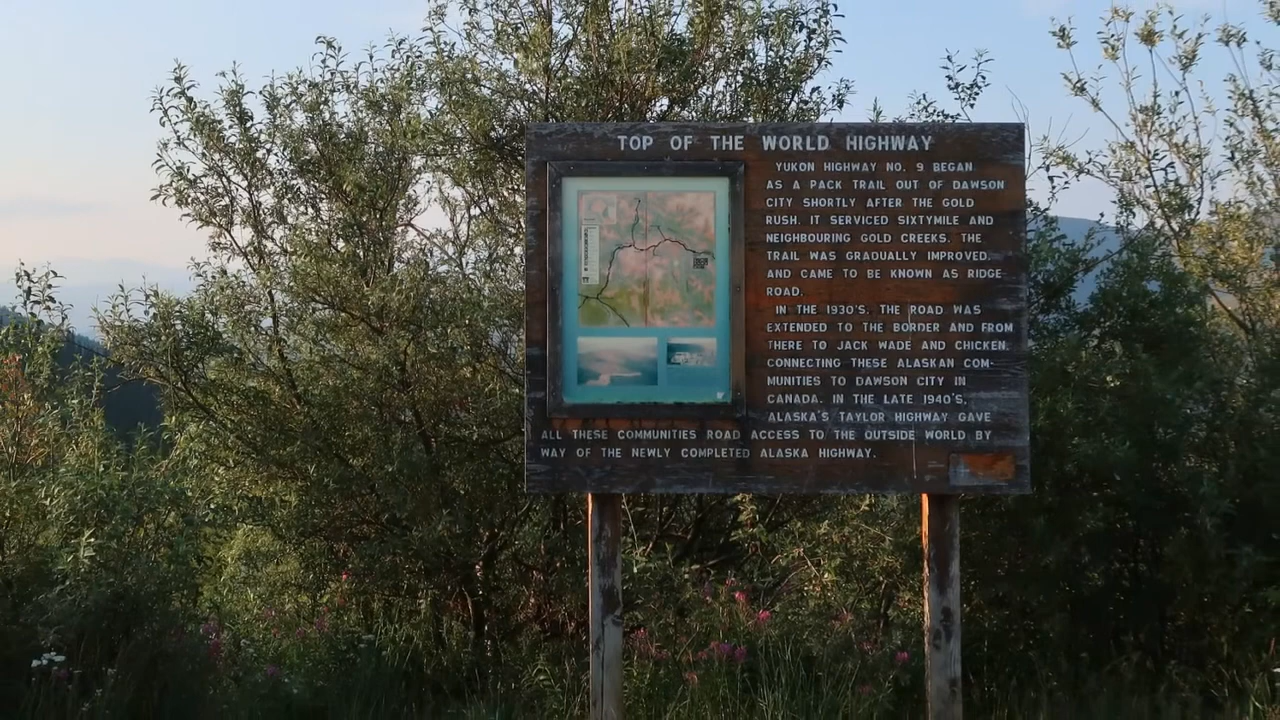 TOP OF THE WORLD HIGHWAY
YUKON HIGHWAY NO. 9 BEGAN
AS A PACK TRAIL OUT OF DAWSON
CITY SHORTLY AFTER THE GOLD
RUSH. IT SERVICED SIXTYMILE AND
NEIGHBOURING GOLD CREEKS. THE
TRAIL WAS GRADUALLY IMPROVED,
AND CAME TO BE KNOWN AS RIDGE
ROAD.
IN THE 1930'S, THE ROAD WAS
EXTENDED TO THE BORDER AND FROM
THERE TO JACK WADE AND CHICKEN,
CONNECTING THESE ALASKAN COM-
MUNITIES TO DAWSON CITY IN
CANADA. IN THE LATE 1940'S,
ALASKA'S TAYLOR HIGHWAY GAVE
ALL THESE COMMUNITIES ROAD ACCESS TO THE OUTSIDE WORLD BY
WAY OF THE NEWLY COMPLETED ALASKA HIGHWAY.